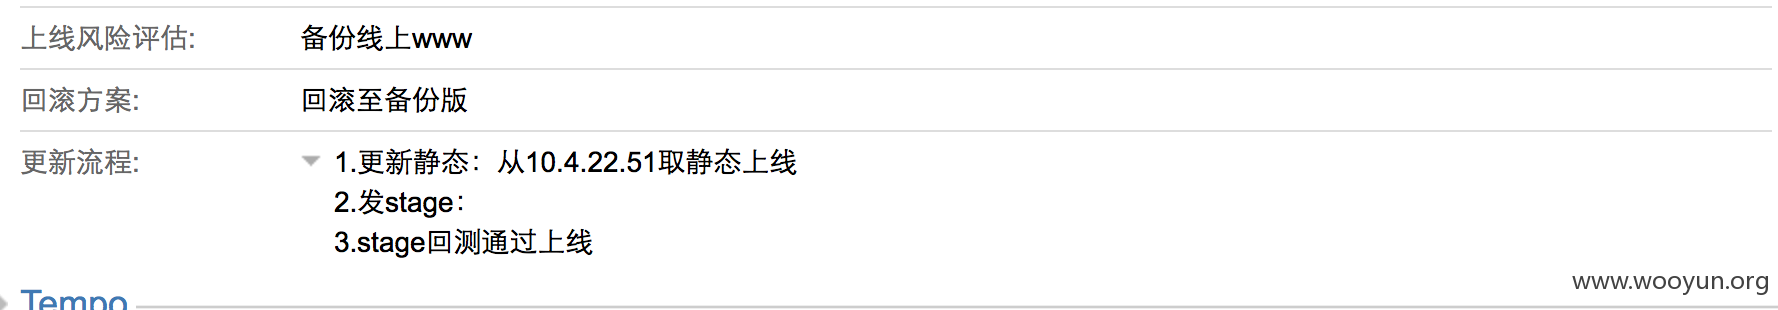 上线风险评估: 备份线上www
回滚方案: 回滚至备份版
更新流程: 1.更新静态：从10.4.22.51取静态上线
2.发stage：
3.stage回测通过上线
www.wooyun.org
Tempo